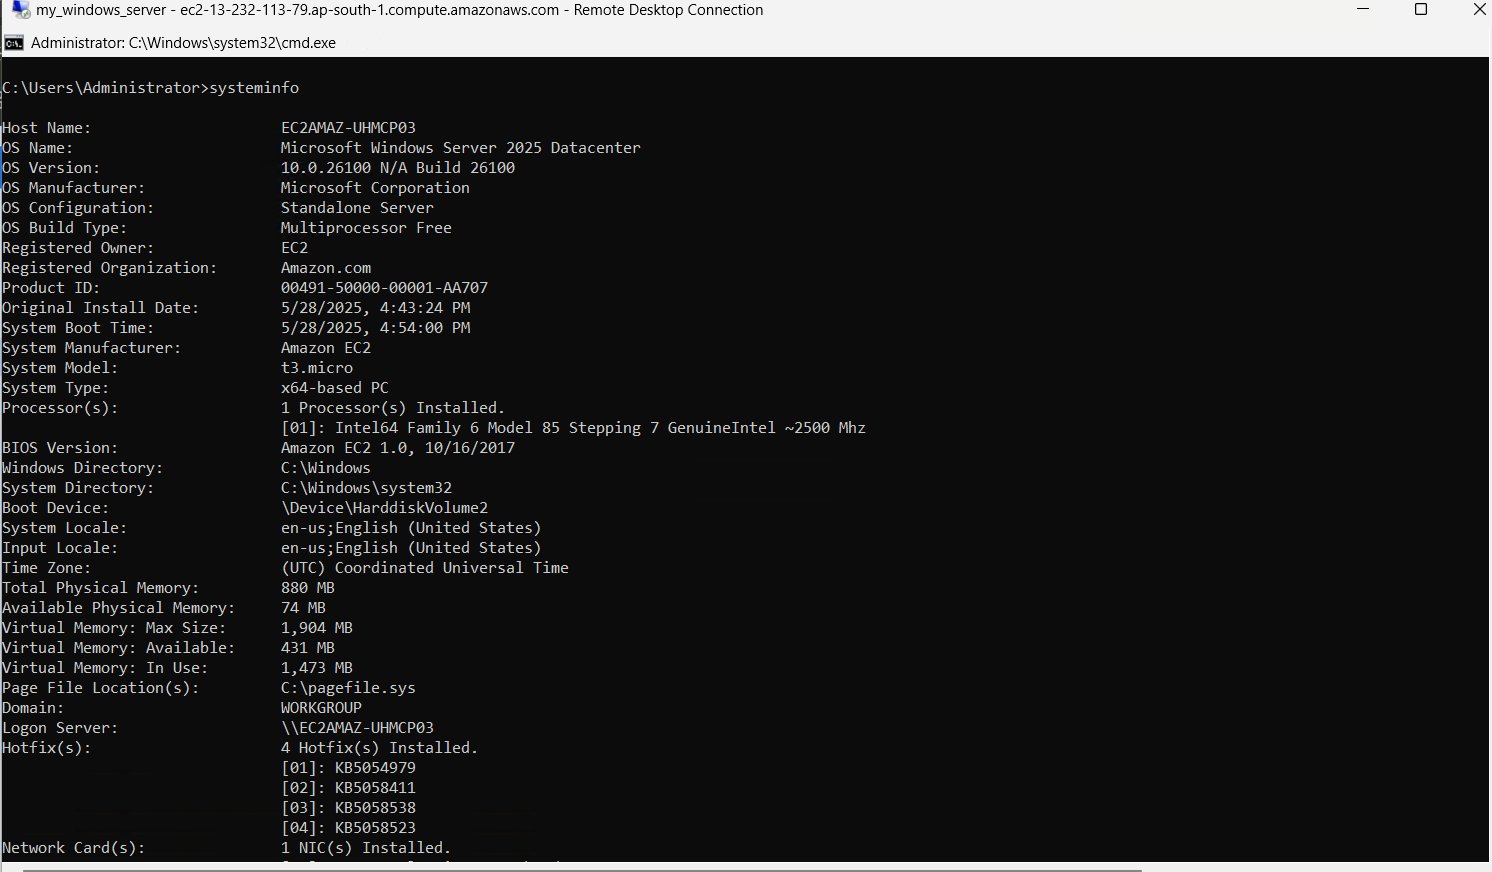 my_windows_server - ec2-13-232-113-79.ap-south-1.compute.amazonaws.com - Remote Desktop Connection
Administrator: C:\Windows\system32\cmd.exe
C:\Users\Administrator>systeminfo
Host Name: EC2AMAZ-UHMCP03
OS Name: Microsoft Windows Server 2025 Datacenter
OS Version: 10.0.26100 N/A Build 26100
OS Manufacturer: Microsoft Corporation
OS Configuration: Standalone Server
OS Build Type: Multiprocessor Free
Registered Owner: EC2
Registered Organization: Amazon.com
Product ID: 00491-50000-00001-AA707
Original Install Date: 5/28/2025, 4:43:24 PM
System Boot Time: 5/28/2025, 4:54:00 PM
System Manufacturer: Amazon EC2
System Model: t3.micro
System Type: x64-based PC
Processor(s): 1 Processor(s) Installed.
[01]: Intel64 Family 6 Model 85 Stepping 7 GenuineIntel ~2500 Mhz
BIOS Version: Amazon EC2 1.0, 10/16/2017
Windows Directory: C:\Windows
System Directory: C:\Windows\system32
Boot Device: \Device\HarddiskVolume2
System Locale: en-us;English (United States)
Input Locale: en-us;English (United States)
Time Zone: (UTC) Coordinated Universal Time
Total Physical Memory: 880 MB
Available Physical Memory: 74 MB
Virtual Memory: Max Size: 1,904 MB
Virtual Memory: Available: 431 MB
Virtual Memory: In Use: 1,473 MB
Page File Location(s): C:\pagefile.sys
Domain: WORKGROUP
Logon Server: \\EC2AMAZ-UHMCP03
Hotfix(s): 4 Hotfix(s) Installed.
[01]: KB5054979
[02]: KB5058411
[03]: KB5058538
[04]: KB5058523
Network Card(s): 1 NIC(s) Installed.